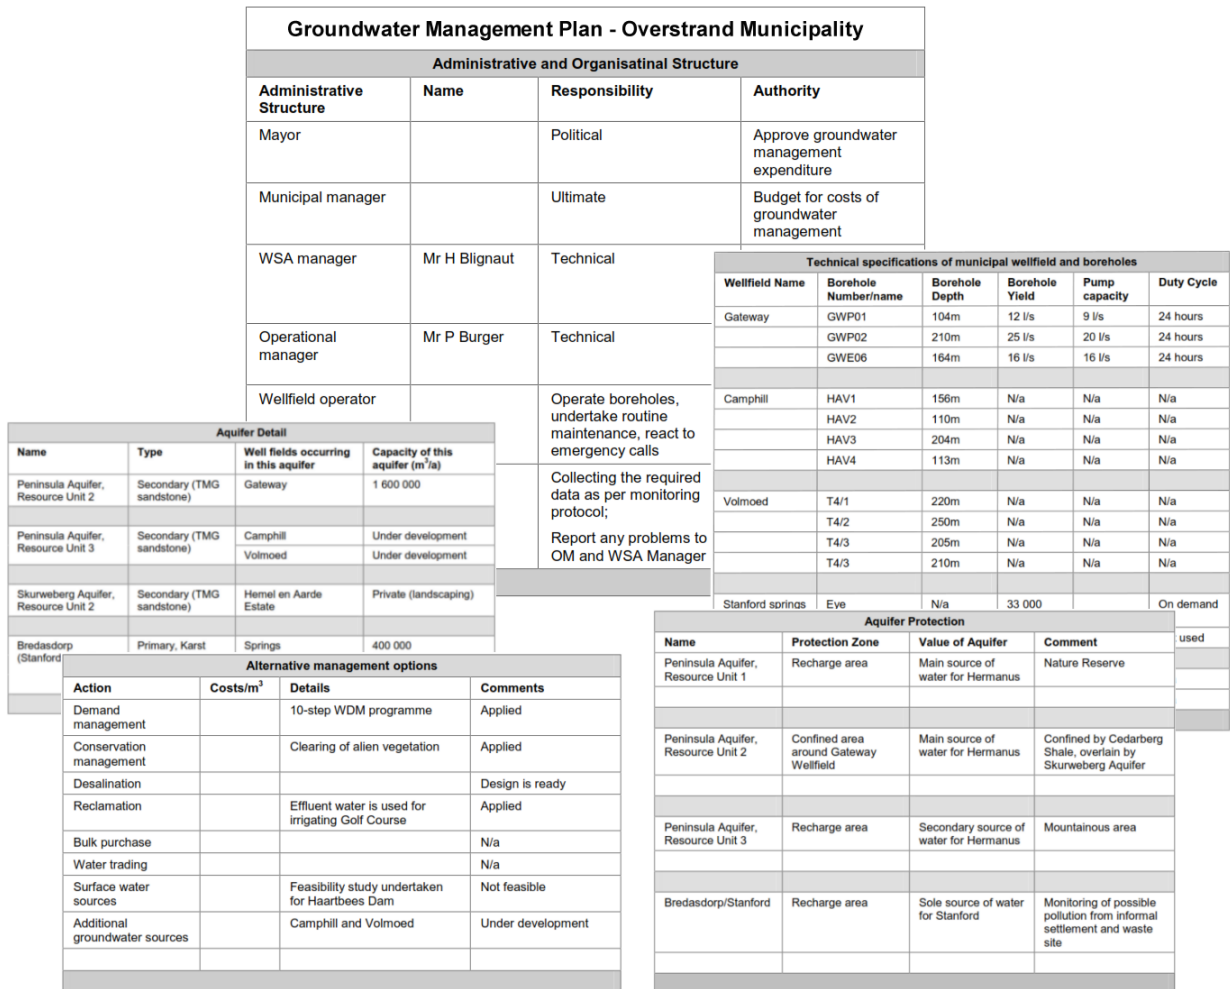 Groundwater Management Plan - Overstrand Municipality
Administrative and Organisatinal Structure
Administrative Structure Name Responsibility Authority
Mayor Political Approve groundwater management expenditure
Municipal manager Ultimate Budget for costs of groundwater management
WSA manager Mr H Blignaut Technical
Operational manager Mr P Burger Technical
Wellfield operator Operate boreholes, undertake routine maintenance, react to emergency calls
Collecting the required data as per monitoring protocol;
Report any problems to OM and WSA Manager
Technical specifications of municipal wellfield and boreholes
Wellfield Name Borehole Number/name Borehole Depth Borehole Yield Pump capacity Duty Cycle
Gateway GWP01 104m 12 l/s 9 l/s 24 hours
GWP02 210m 25 l/s 20 l/s 24 hours
GWE06 164m 16 l/s 16 l/s 24 hours
Camphill HAV1 156m N/a N/a N/a
HAV2 110m N/a N/a N/a
HAV3 204m N/a N/a N/a
HAV4 113m N/a N/a N/a
Volmoed T4/1 220m N/a N/a N/a
T4/2 250m N/a N/a N/a
T4/3 205m N/a N/a N/a
T4/3 210m N/a N/a N/a
Stanford springs Eye N/a 33 000 On demand
used
Aquifer Detail
Name Type Well fields occurring in this aquifer Capacity of this aquifer (m³/a)
Peninsula Aquifer, Resource Unit 2 Secondary (TMG sandstone) Gateway 1 600 000
Peninsula Aquifer, Resource Unit 3 Secondary (TMG sandstone) Camphill Under development
Volmoed Under development
Skurweberg Aquifer, Resource Unit 2 Secondary (TMG sandstone) Hemel en Aarde Estate Private (landscaping)
Bredasdorp (Stanford Primary, Karst Springs 400 000
Alternative management options
Action Costs/m³ Details Comments
Demand management 10-step WDM programme Applied
Conservation management Clearing of alien vegetation Applied
Desalination Design is ready
Reclamation Effluent water is used for irrigating Golf Course Applied
Bulk purchase N/a
Water trading N/a
Surface water sources Feasibility study undertaken for Haartbees Dam Not feasible
Additional groundwater sources Camphill and Volmoed Under development
Aquifer Protection
Name Protection Zone Value of Aquifer Comment
Peninsula Aquifer, Resource Unit 1 Recharge area Main source of water for Hermanus Nature Reserve
Peninsula Aquifer, Resource Unit 2 Confined area around Gateway Wellfield Main source of water for Hermanus Confined by Cedarberg Shale, overlain by Skurweberg Aquifer
Peninsula Aquifer, Resource Unit 3 Recharge area Secondary source of water for Hermanus Mountainous area
Bredasdorp/Stanford Recharge area Sole source of water for Stanford Monitoring of possible pollution from informal settlement and waste site